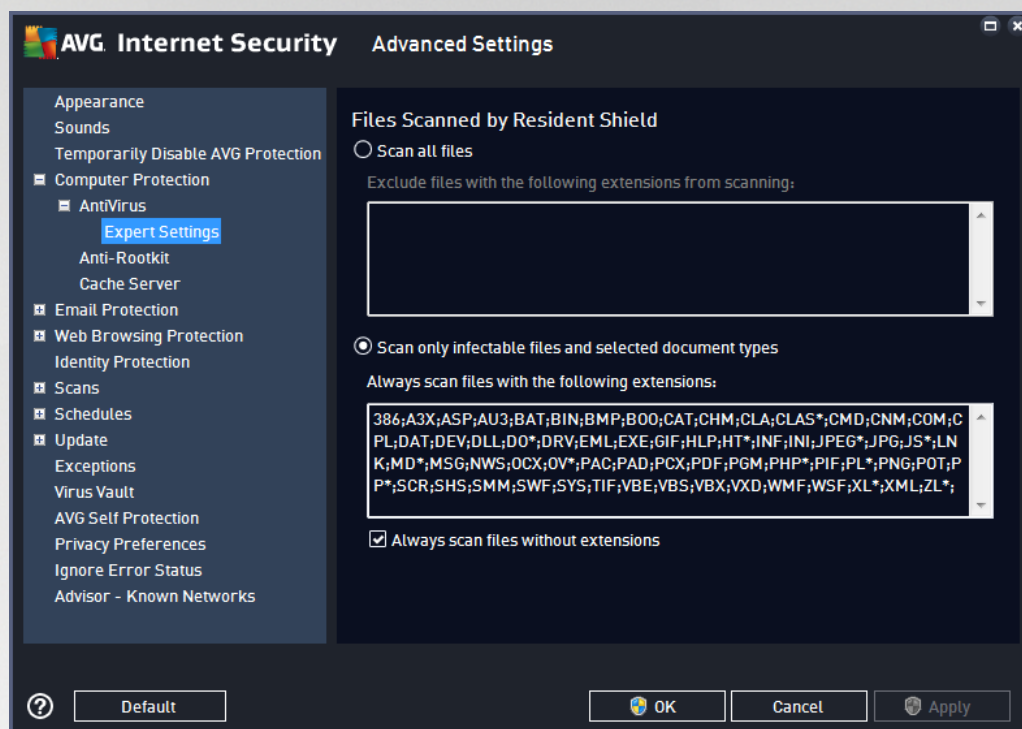 AVG. Internet Security Advanced Settings
Appearance
Sounds
Temporarily Disable AVG Protection
Computer Protection
AntiVirus
Expert Settings
Anti-Rootkit
Cache Server
Email Protection
Web Browsing Protection
Identity Protection
Scans
Schedules
Update
Exceptions
Virus Vault
AVG Self Protection
Privacy Preferences
Ignore Error Status
Advisor - Known Networks
Files Scanned by Resident Shield
Scan all files
Exclude files with the following extensions from scanning:
Scan only infectable files and selected document types
Always scan files with the following extensions:
386;A3X;ASP;AU3;BAT;BIN;BMP;BOO;CAT;CHM;CLA;CLAS*;CMD;CNM;COM;C
PL;DAT;DEV;DLL;DO*;DRV;EML;EXE;GIF;HLP;HT*;INF;INI;JPEG*;JPG;JS*;LN
K;MD*;MSG;NWS;OCX;OV*;PAC;PAD;PCX;PDF;PGM;PHP*;PIF;PL*;PNG;POT;P
P*;SCR;SHS;SMM;SWF;SYS;TIF;VBE;VBS;VBX;VXD;WMF;WSF;XL*;XML;ZL*;
Always scan files without extensions
? Default OK Cancel Apply